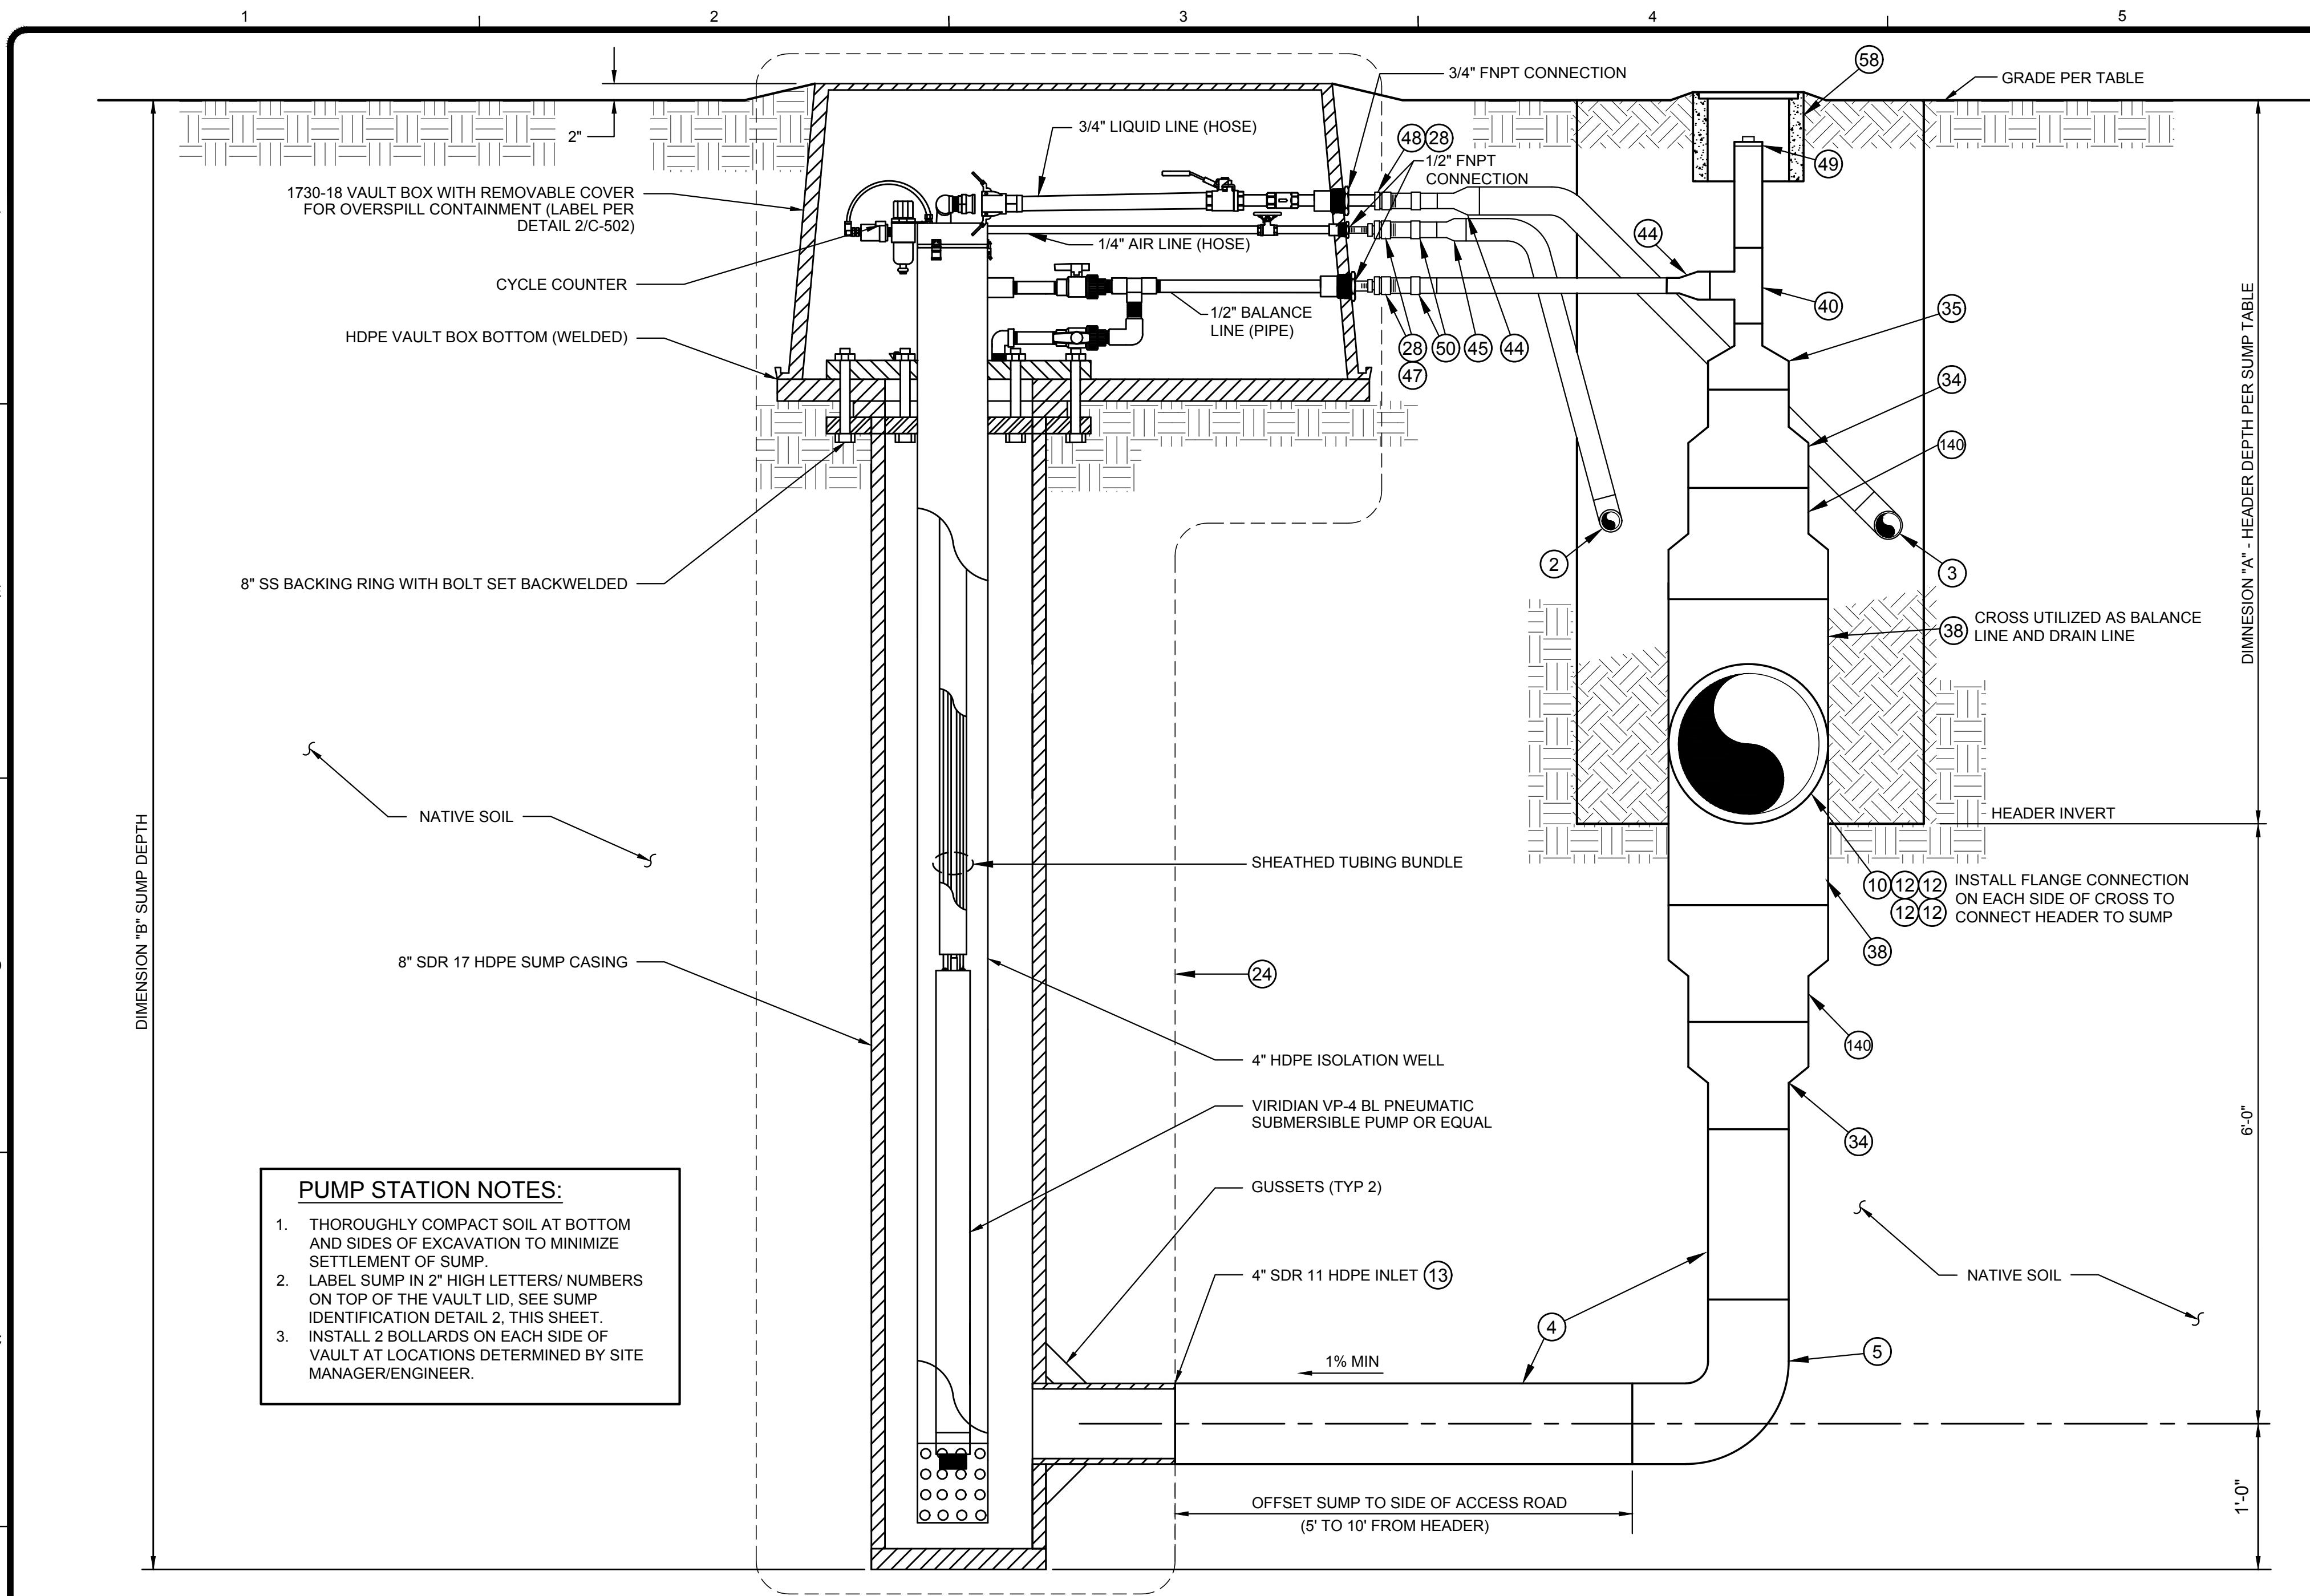 1
2
3
4
5
58
GRADE PER TABLE
3/4" FNPT CONNECTION
3/4" LIQUID LINE (HOSE)
2"
48 28
1/2" FNPT
CONNECTION
49
1730-18 VAULT BOX WITH REMOVABLE COVER
FOR OVERSPILL CONTAINMENT (LABEL PER
DETAIL 2/C-502)
1/4" AIR LINE (HOSE)
44
CYCLE COUNTER
40
35
1/2" BALANCE
LINE (PIPE)
HDPE VAULT BOX BOTTOM (WELDED)
28 50 45 44
47
34
140
DIMNESION "A" - HEADER DEPTH PER SUMP TABLE
8" SS BACKING RING WITH BOLT SET BACKWELDED
2
3
38
CROSS UTILIZED AS BALANCE
LINE AND DRAIN LINE
NATIVE SOIL
HEADER INVERT
DIMENSION "B" SUMP DEPTH
SHEATHED TUBING BUNDLE
10 12 12
12 12
INSTALL FLANGE CONNECTION
ON EACH SIDE OF CROSS TO
CONNECT HEADER TO SUMP
38
8" SDR 17 HDPE SUMP CASING
24
140
4" HDPE ISOLATION WELL
VIRIDIAN VP-4 BL PNEUMATIC
SUBMERSIBLE PUMP OR EQUAL
34
6'-0"
PUMP STATION NOTES:
1. THOROUGHLY COMPACT SOIL AT BOTTOM
AND SIDES OF EXCAVATION TO MINIMIZE
SETTLEMENT OF SUMP.
2. LABEL SUMP IN 2" HIGH LETTERS/ NUMBERS
ON TOP OF THE VAULT LID, SEE SUMP
IDENTIFICATION DETAIL 2, THIS SHEET.
3. INSTALL 2 BOLLARDS ON EACH SIDE OF
VAULT AT LOCATIONS DETERMINED BY SITE
MANAGER/ENGINEER.
GUSSETS (TYP 2)
4" SDR 11 HDPE INLET 13
NATIVE SOIL
4
5
1% MIN
OFFSET SUMP TO SIDE OF ACCESS ROAD
(5' TO 10' FROM HEADER)
1'-0"